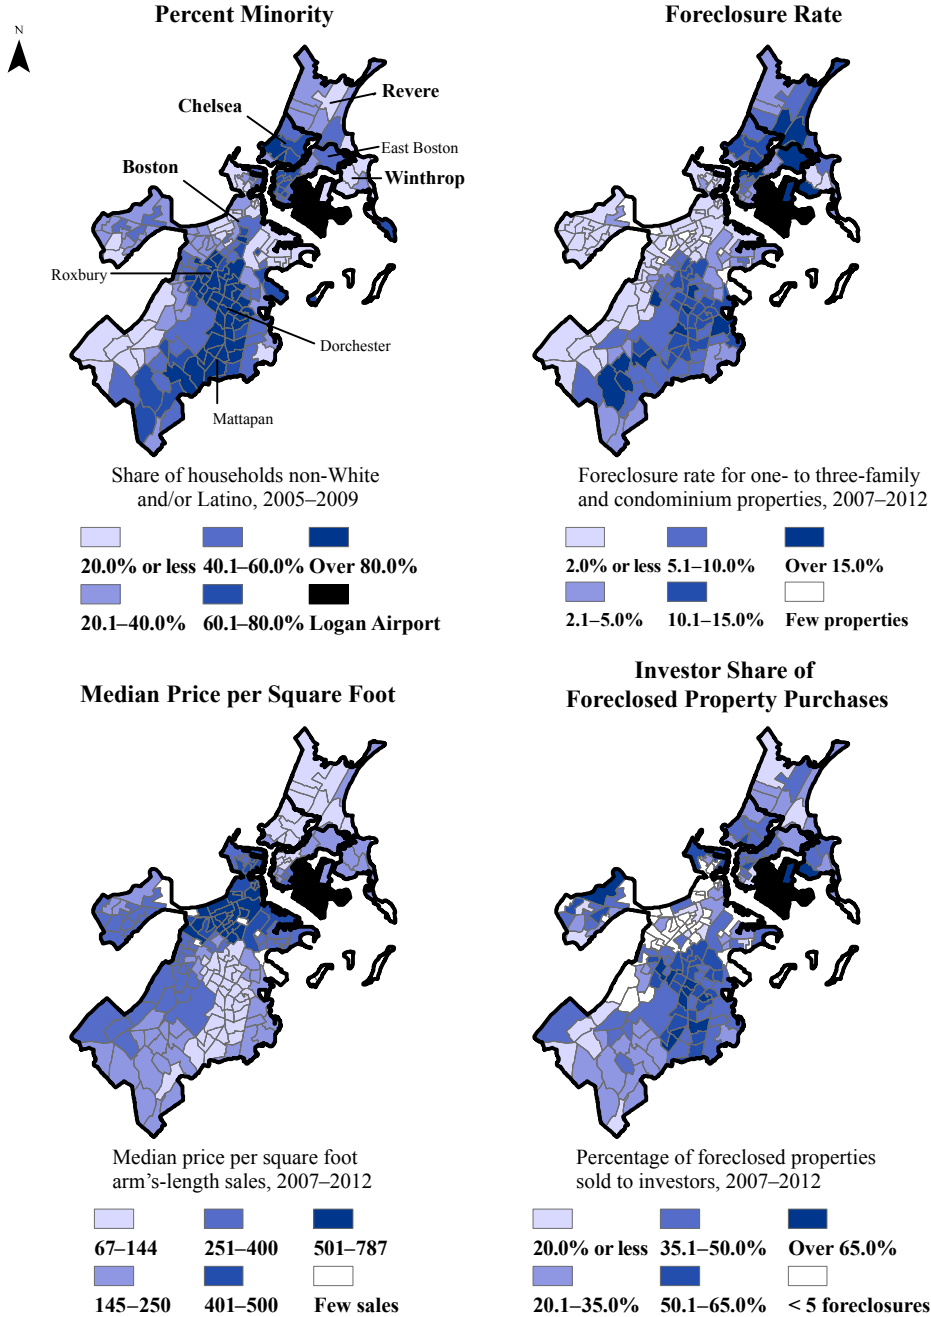 Percent Minority
N
Revere
Chelsea
East Boston
Boston
Winthrop
Roxbury
Dorchester
Mattapan
Share of households non-White
and/or Latino, 2005–2009
20.0% or less 40.1–60.0% Over 80.0%
20.1–40.0% 60.1–80.0% Logan Airport
Foreclosure Rate
Foreclosure rate for one- to three-family
and condominium properties, 2007–2012
2.0% or less 5.1–10.0% Over 15.0%
2.1–5.0% 10.1–15.0% Few properties
Median Price per Square Foot
Median price per square foot
arm’s-length sales, 2007–2012
67–144 251–400 501–787
145–250 401–500 Few sales
Investor Share of
Foreclosed Property Purchases
Percentage of foreclosed properties
sold to investors, 2007–2012
20.0% or less 35.1–50.0% Over 65.0%
20.1–35.0% 50.1–65.0% < 5 foreclosures